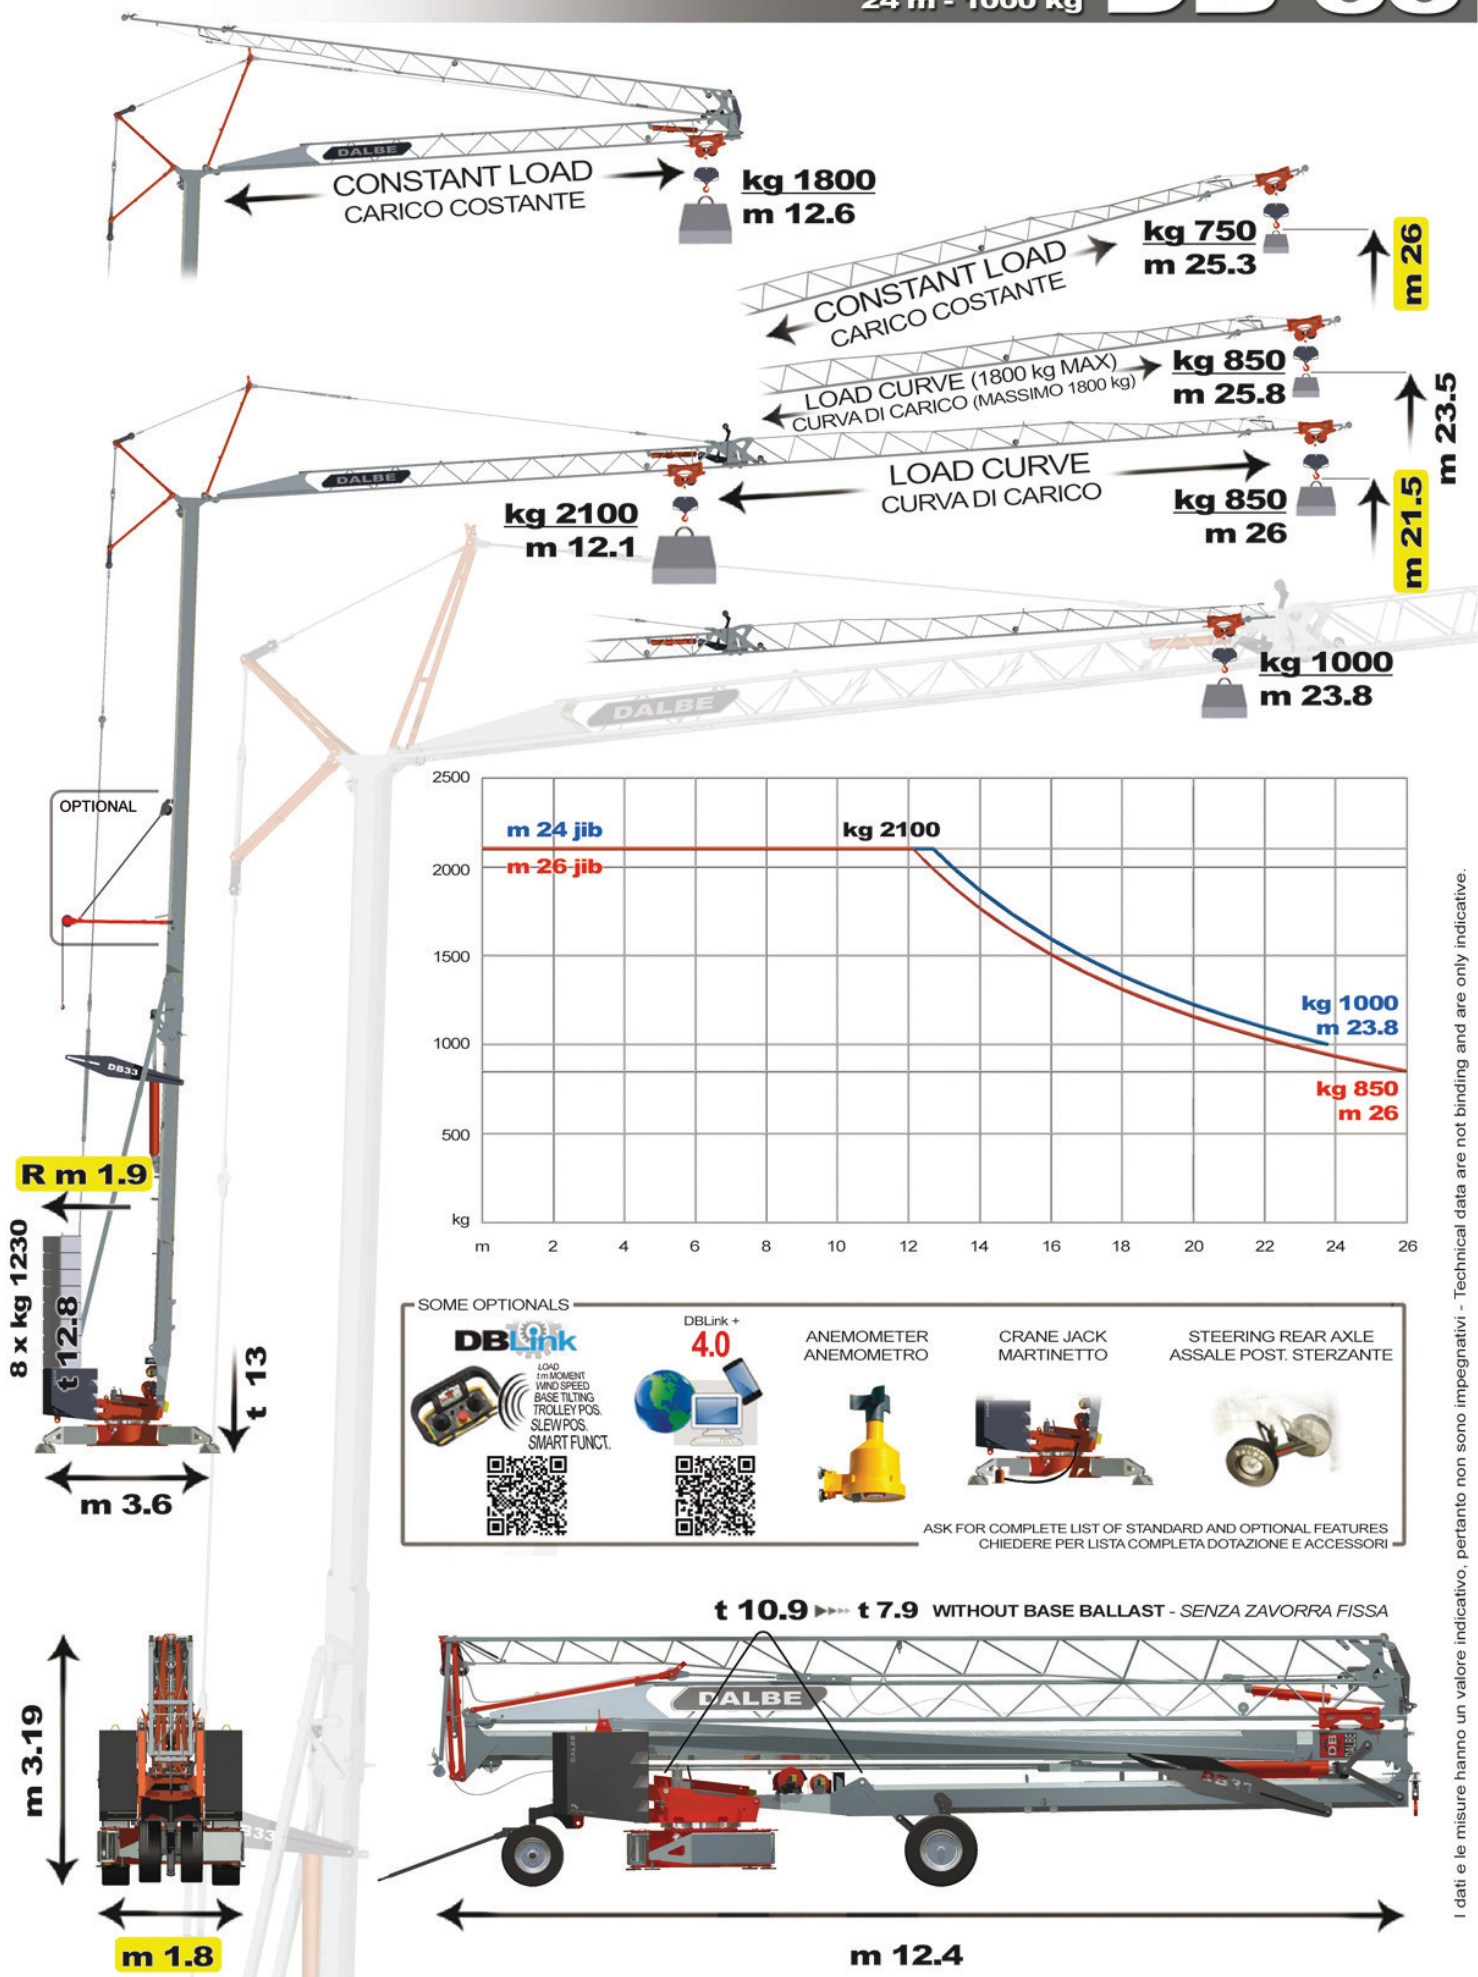 24 m - 1000 kg
DALBE
CONSTANT LOAD
CARICO COSTANTE
kg 1800
m 12.6
CONSTANT LOAD
CARICO COSTANTE
kg 750
m 25.3
m 26
LOAD CURVE (1800 kg MAX)
CURVA DI CARICO (MASSIMO 1800 kg)
kg 850
m 25.8
m 23.5
DALBE
LOAD CURVE
CURVA DI CARICO
kg 2100
m 12.1
kg 850
m 26
m 21.5
kg 1000
m 23.8
DALBE
OPTIONAL
2500
2000
1500
1000
500
kg
m 24 jib
m 26 jib
kg 2100
kg 1000
m 23.8
kg 850
m 26
m 2 4 6 8 10 12 14 16 18 20 22 24 26
DB33
R m 1.9
8 x kg 1230
t 12.8
t 13
m 3.6
SOME OPTIONALS
DBLink
LOAD
tm MOMENT
WIND SPEED
BASE TILTING
TROLLEY POS.
SLEW POS.
SMART FUNCT.
DBLink +
4.0
ANEMOMETER
ANEMOMETRO
CRANE JACK
MARTINETTO
STEERING REAR AXLE
ASSALE POST. STERZANTE
ASK FOR COMPLETE LIST OF STANDARD AND OPTIONAL FEATURES
CHIEDERE PER LISTA COMPLETA DOTAZIONE E ACCESSORI
t 10.9 t 7.9 WITHOUT BASE BALLAST - SENZA ZAVORRA FISSA
DALBE
DALBE
DB
DALBE
DB33
B33
m 3.19
m 1.8
m 12.4
I dati e le misure hanno un valore indicativo, pertanto non sono impegnativi - Technical data are not binding and are only indicative.